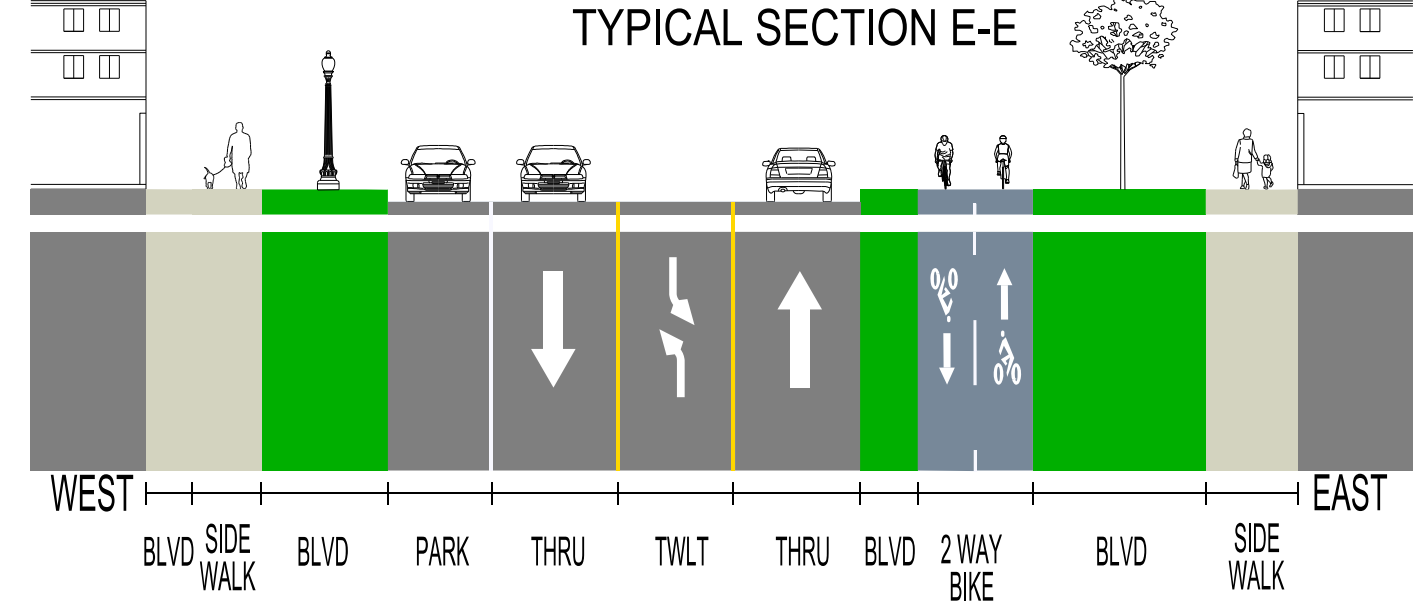 TYPICAL SECTION E-E
WEST
EAST
BLVD
SIDE
WALK
BLVD
PARK
THRU
TWLT
THRU
BLVD
2 WAY
BIKE
BLVD
SIDE
WALK